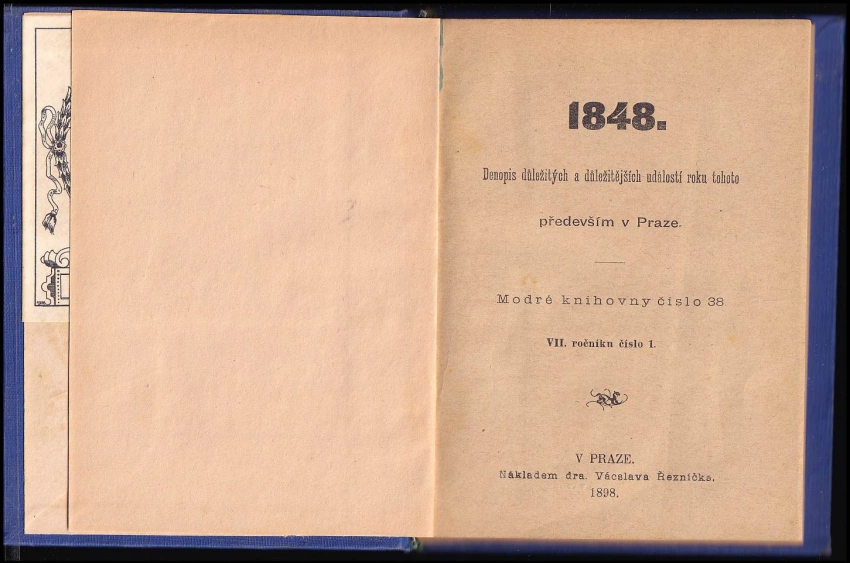 1848.
Denopis důležitých a důležitějších událostí roku tohoto
především v Praze.
Modré knihovny číslo 38
VII. ročníku číslo 1.
V PRAZE.
Nákladem dra. Václava Řezníčka.
1898.